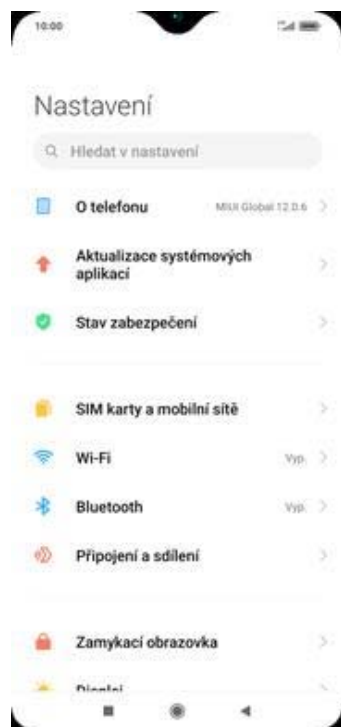 10:00
Nastavení
Hledat v nastavení
O telefonu MIUI Global 12.0.6
Aktualizace systémových
aplikací
Stav zabezpečení
SIM karty a mobilní sítě
Wi-Fi Vyp.
Bluetooth Vyp.
Připojení a sdílení
Zamykací obrazovka
Displej